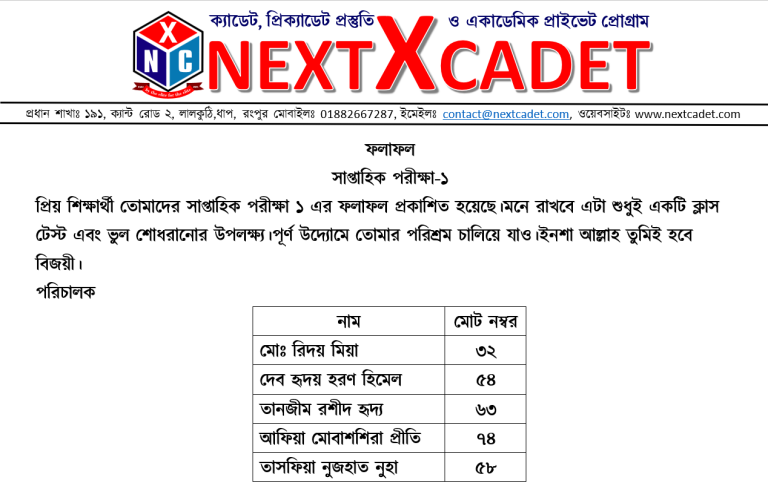 ক্যাডেট, প্রিক্যাডেট প্রস্তুতি ও একাডেমিক প্রাইভেট প্রোগ্রাম
X
N C
NEXTXCADET
প্রধান শাখাঃ ১৯১, ক্যান্ট রোড ২, লালকুঠি,ধাপ, রংপুর মোবাইলঃ 01882667287, ইমেইলঃ contact@nextcadet.com, ওয়েবসাইটঃ www.nextcadet.com
ফলাফল
সাপ্তাহিক পরীক্ষা-১
প্রিয় শিক্ষার্থী তোমাদের সাপ্তাহিক পরীক্ষা ১ এর ফলাফল প্রকাশিত হয়েছে।মনে রাখবে এটা শুধুই একটি ক্লাস
টেস্ট এবং ভুল শোধরানোর উপলক্ষ্য।পূর্ণ উদ্যোমে তোমার পরিশ্রম চালিয়ে যাও।ইনশা আল্লাহ তুমিই হবে
বিজয়ী।
পরিচালক
নাম মোট নম্বর
মোঃ রিদয় মিয়া ৩২
দেব হৃদয় হরণ হিমেল ৫৪
তানজীম রশীদ হৃদ্য ৬৩
আফিয়া মোবাশশিরা প্রীতি ৭৪
তাসফিয়া নুজহাত নুহা ৫৮